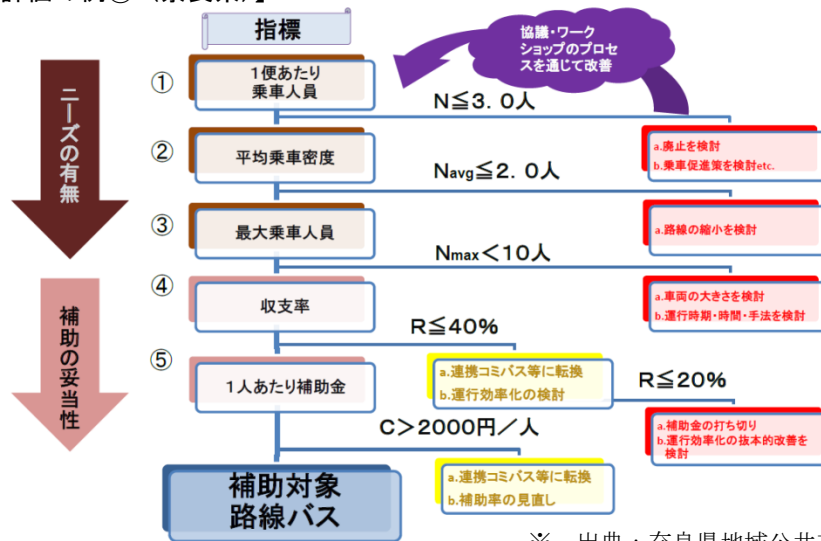 指標
協議・ワーク
ショップのプロセ
スを通じて改善
ニーズの有無
①
1便あたり
乗車人員
N≦3.0人
a.廃止を検討
b.乗車促進策を検討etc.
②
平均乗車密度
Navg≦2.0人
a.路線の縮小を検討
③
最大乗車人員
Nmax<10人
a.車両の大きさを検討
b.運行時期・時間・手法を検討
補助の妥当性
④
収支率
R≦40%
a.連携コミバス等に転換
b.運行効率化の検討
R≦20%
a.補助金の打ち切り
b.運行効率化の抜本的改善を
検討
⑤
1人あたり補助金
C>2000円/人
a.連携コミバス等に転換
b.補助率の見直し
補助対象
路線バス
※ 出典:奈良県地域公共